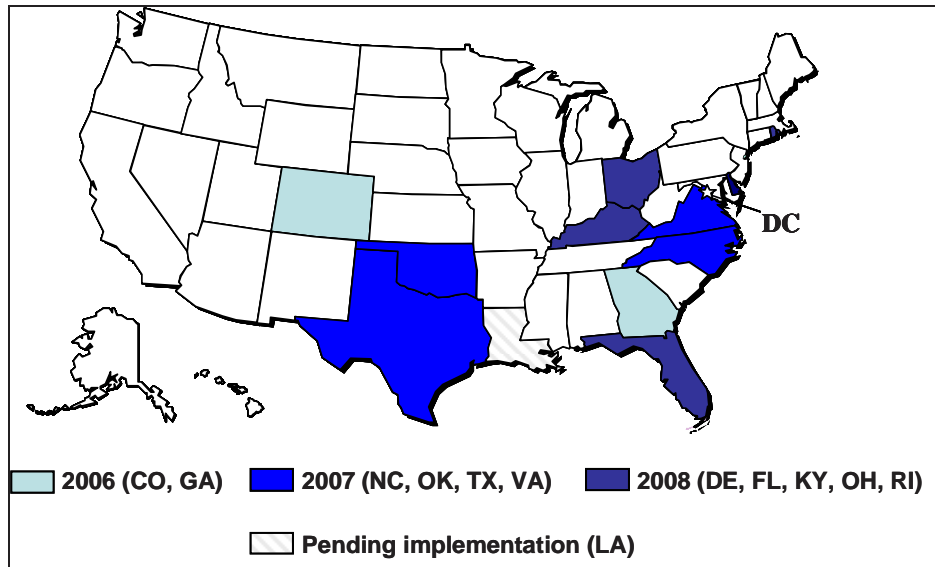 DC
2006 (CO, GA) 2007 (NC, OK, TX, VA) 2008 (DE, FL, KY, OH, RI)
Pending implementation (LA)